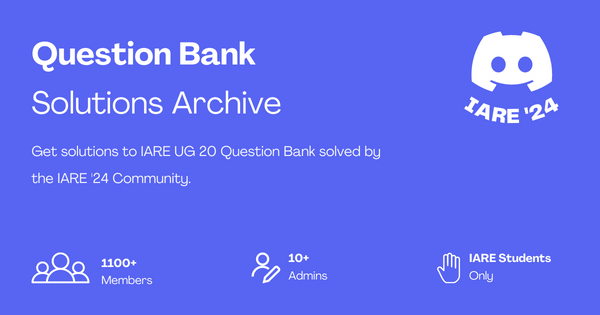 Question Bank
Solutions Archive
IARE '24
Get solutions to IARE UG 20 Question Bank solved by
the IARE '24 Community.
1100+
Members
10+
Admins
IARE Students
Only